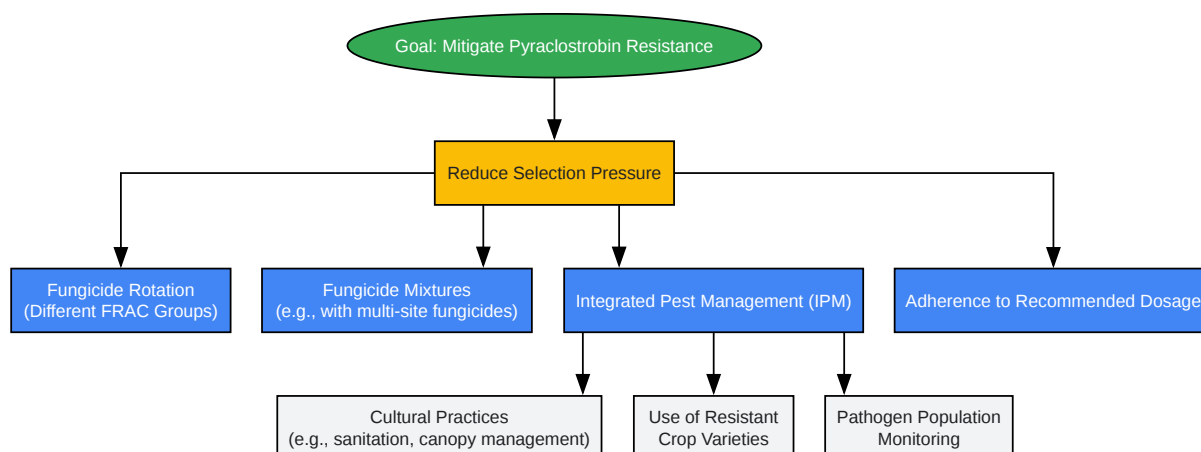 Goal: Mitigate Pyraclostrobin Resistance
Reduce Selection Pressure
Fungicide Rotation
(Different FRAC Groups)
Fungicide Mixtures
(e.g., with multi-site fungicides)
Integrated Pest Management (IPM)
Adherence to Recommended Dosage
Cultural Practices
(e.g., sanitation, canopy management)
Use of Resistant
Crop Varieties
Pathogen Population
Monitoring